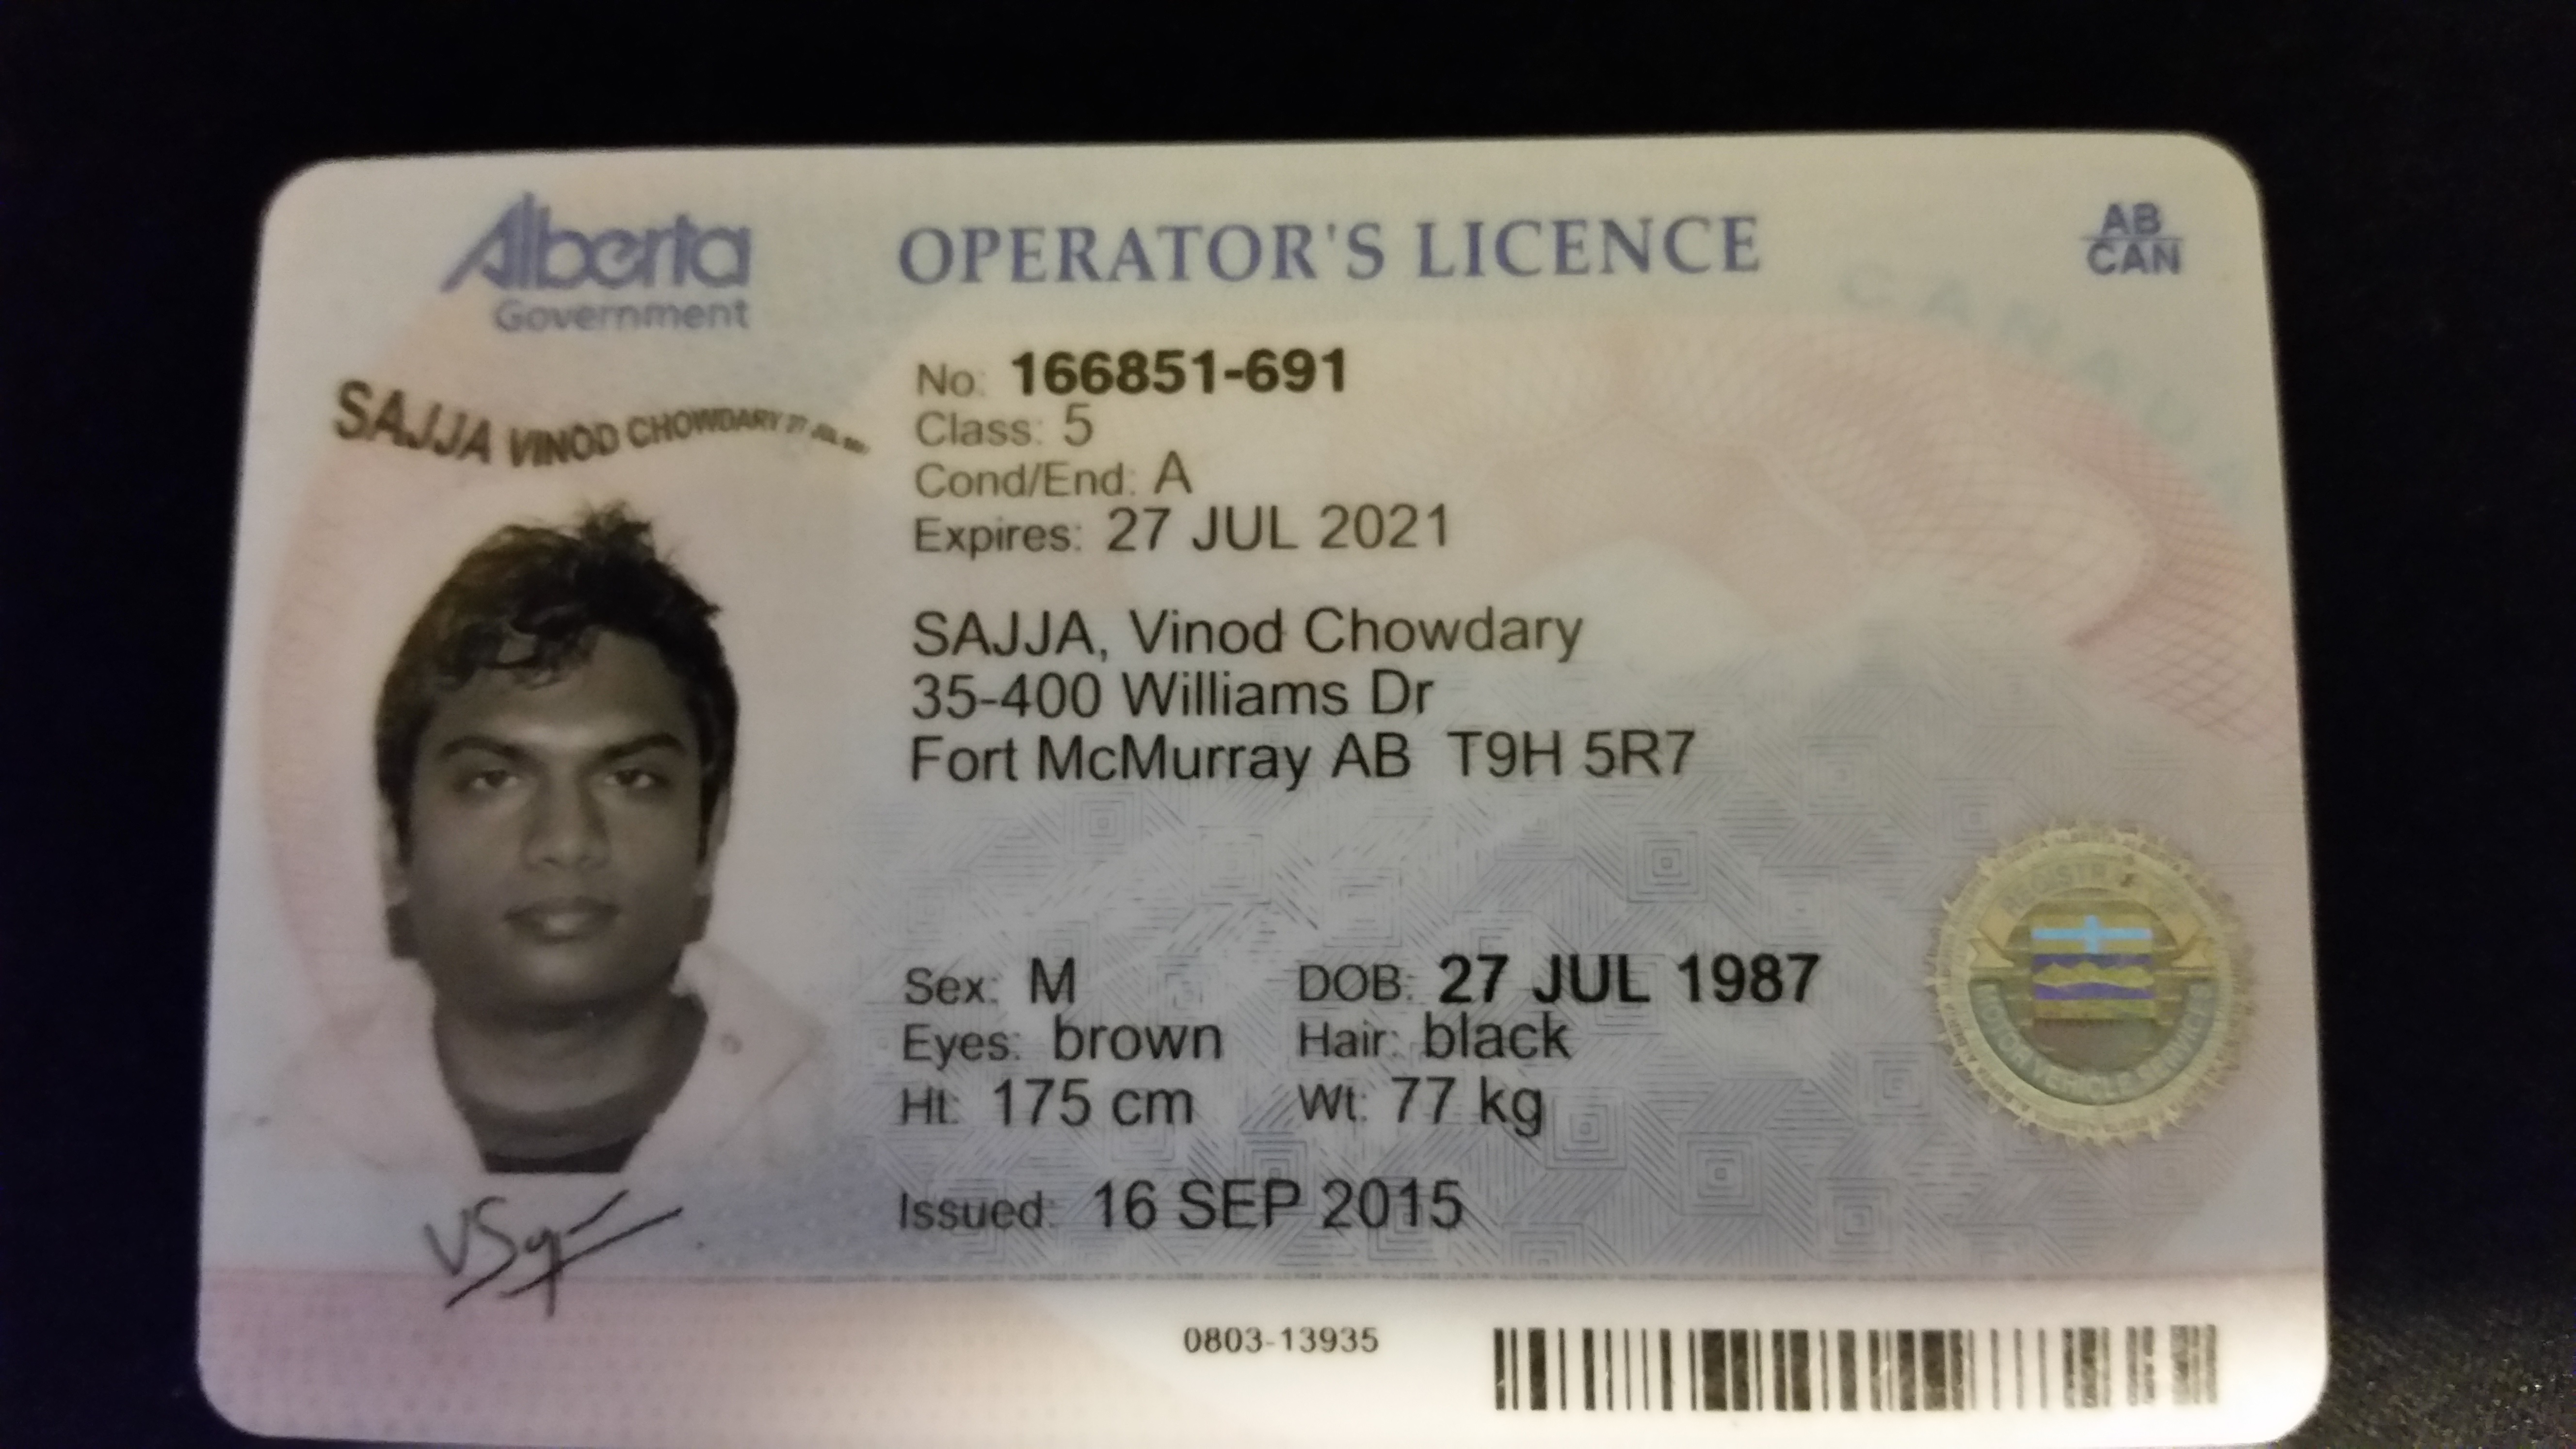 Alberta
Government
OPERATOR'S LICENCE
AB
CAN
CANADA
SAJJA VINOD CHOWDARY 27 JUL
No: 166851-691
Class: 5
Cond/End: A
Expires: 27 JUL 2021
SAJJA, Vinod Chowdary
35-400 Williams Dr
Fort McMurray AB T9H 5R7
Sex: M DOB: 27 JUL 1987
Eyes: brown Hair: black
Ht: 175 cm Wt: 77 kg
Issued: 16 SEP 2015
MOTOR VEHICLE SERVICES
0803-13935